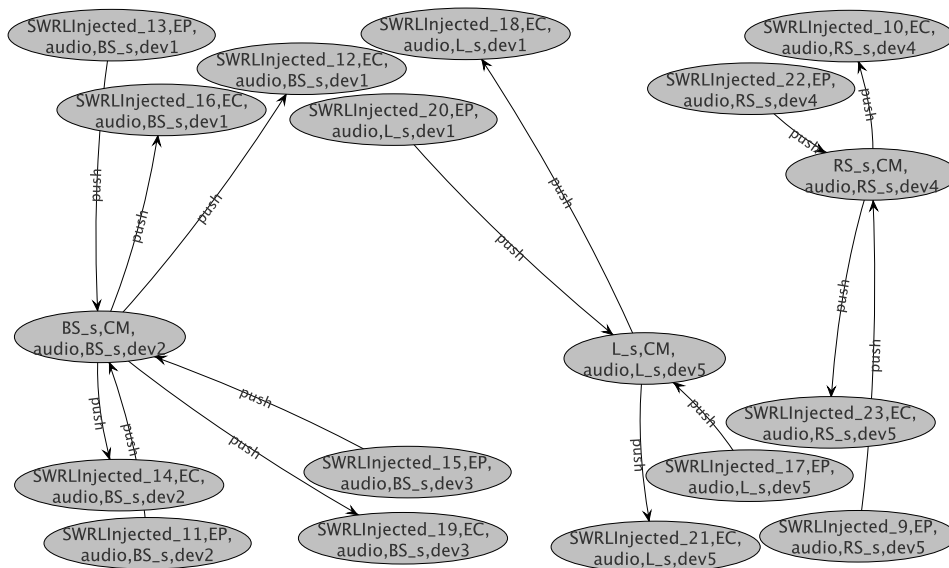 SWRLInjected_13,EP,
audio,BS_s,dev1
SWRLInjected_18,EC,
audio,L_s,dev1
SWRLInjected_10,EC,
audio,RS_s,dev4
SWRLInjected_12,EC,
audio,BS_s,dev1
SWRLInjected_16,EC,
audio,BS_s,dev1
SWRLInjected_22,EP,
audio,RS_s,dev4
SWRLInjected_20,EP,
audio,L_s,dev1
push
push
RS_s,CM,
audio,RS_s,dev4
push
push
push
push
push
push
BS_s,CM,
audio,BS_s,dev2
L_s,CM,
audio,L_s,dev5
push
push
push
push
push
push
push
push
SWRLInjected_23,EC,
audio,RS_s,dev5
SWRLInjected_14,EC,
audio,BS_s,dev2
SWRLInjected_15,EP,
audio,BS_s,dev3
SWRLInjected_17,EP,
audio,L_s,dev5
SWRLInjected_11,EP,
audio,BS_s,dev2
SWRLInjected_19,EC,
audio,BS_s,dev3
SWRLInjected_21,EC,
audio,L_s,dev5
SWRLInjected_9,EP,
audio,RS_s,dev5